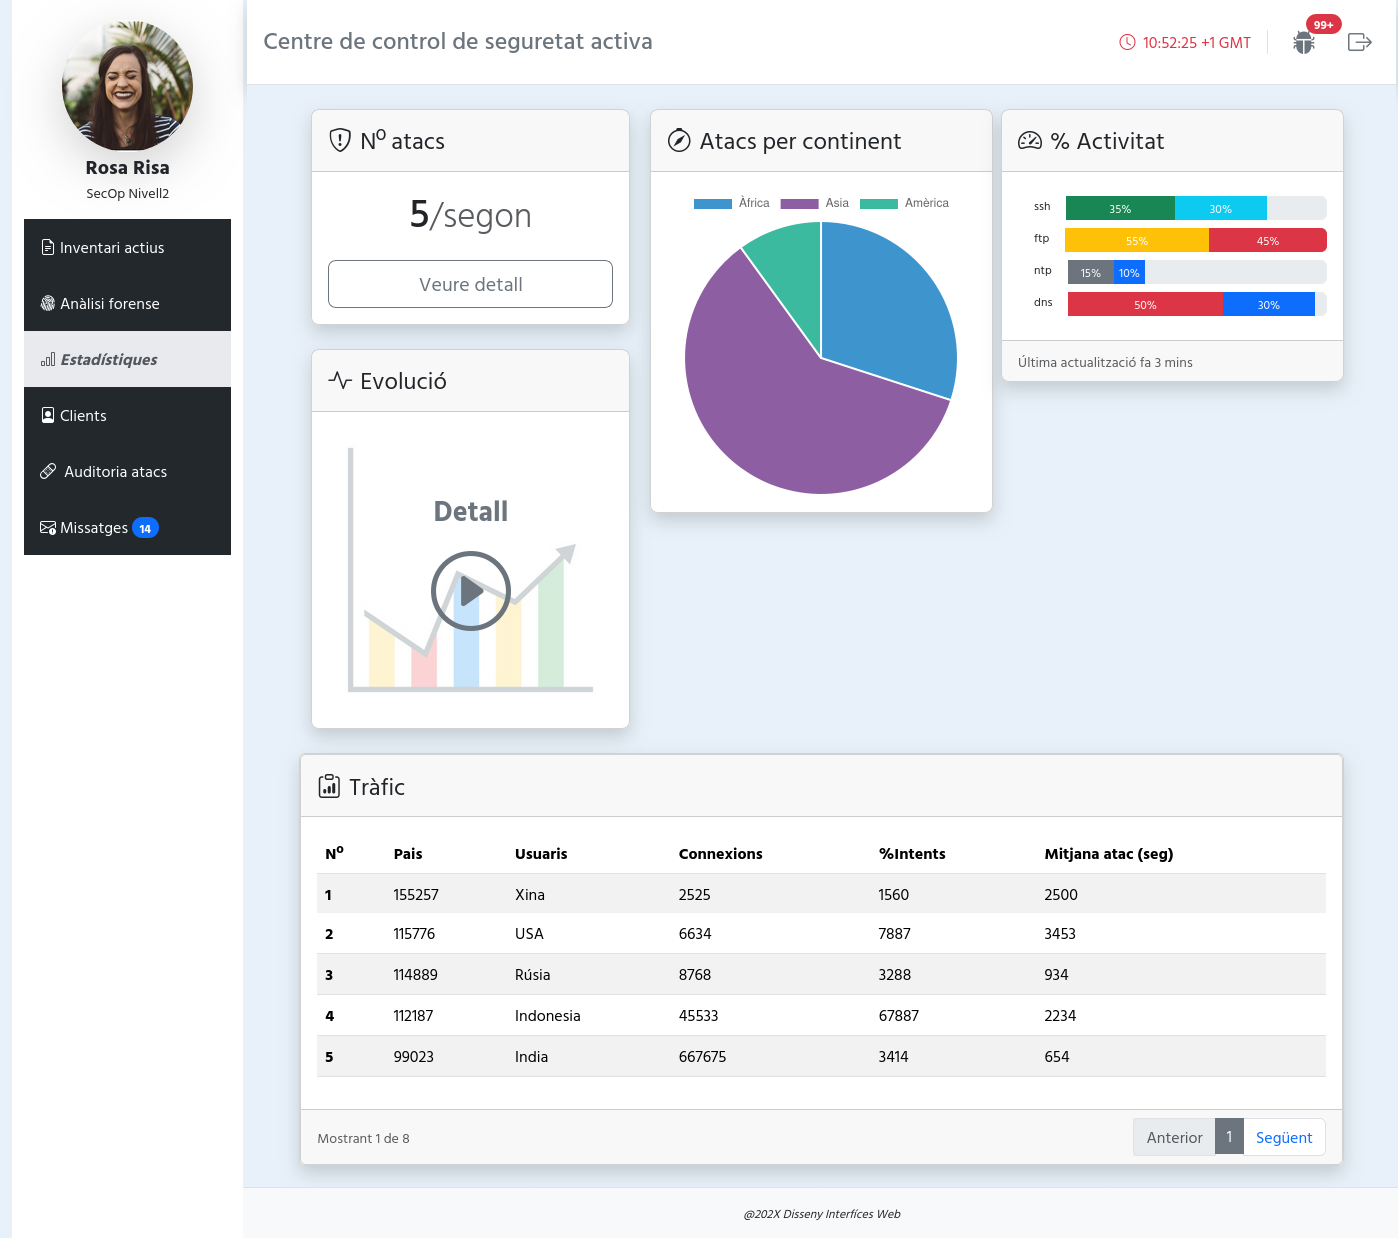 Rosa Risa
SecOp Nivell2
Inventari actius
Anàlisi forense
Estadístiques
Clients
Auditoria atacs
Missatges 14
Centre de control de seguretat activa
10:52:25 +1 GMT
99+
Nº atacs
5/segon
Veure detall
Evolució
Detall
Atacs per continent
Àfrica Asia Amèrica
% Activitat
ssh 35% 30%
ftp 55% 45%
ntp 15% 10%
dns 50% 30%
Última actualització fa 3 mins
Tràfic
Nº Pais Usuaris Connexions %Intents Mitjana atac (seg)
1 155257 Xina 2525 1560 2500
2 115776 USA 6634 7887 3453
3 114889 Rúsia 8768 3288 934
4 112187 Indonesia 45533 67887 2234
5 99023 India 667675 3414 654
Mostrant 1 de 8
Anterior 1 Següent
@202X Disseny Interfíces Web